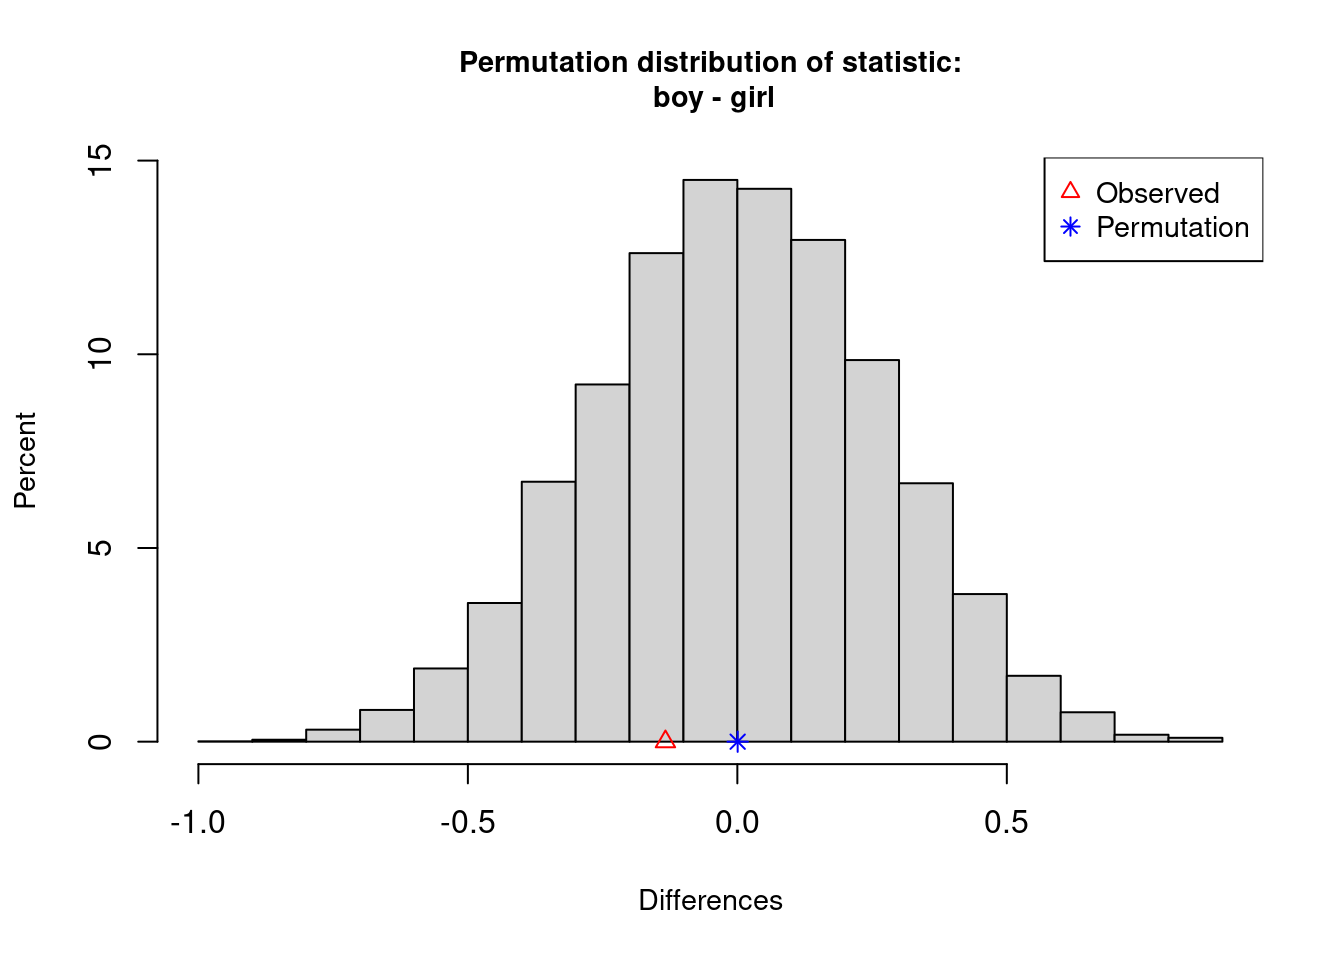 Permutation distribution of statistic:
boy - girl
Observed
Permutation
15
10
5
0
Percent
-1.0
-0.5
0.0
0.5
Differences